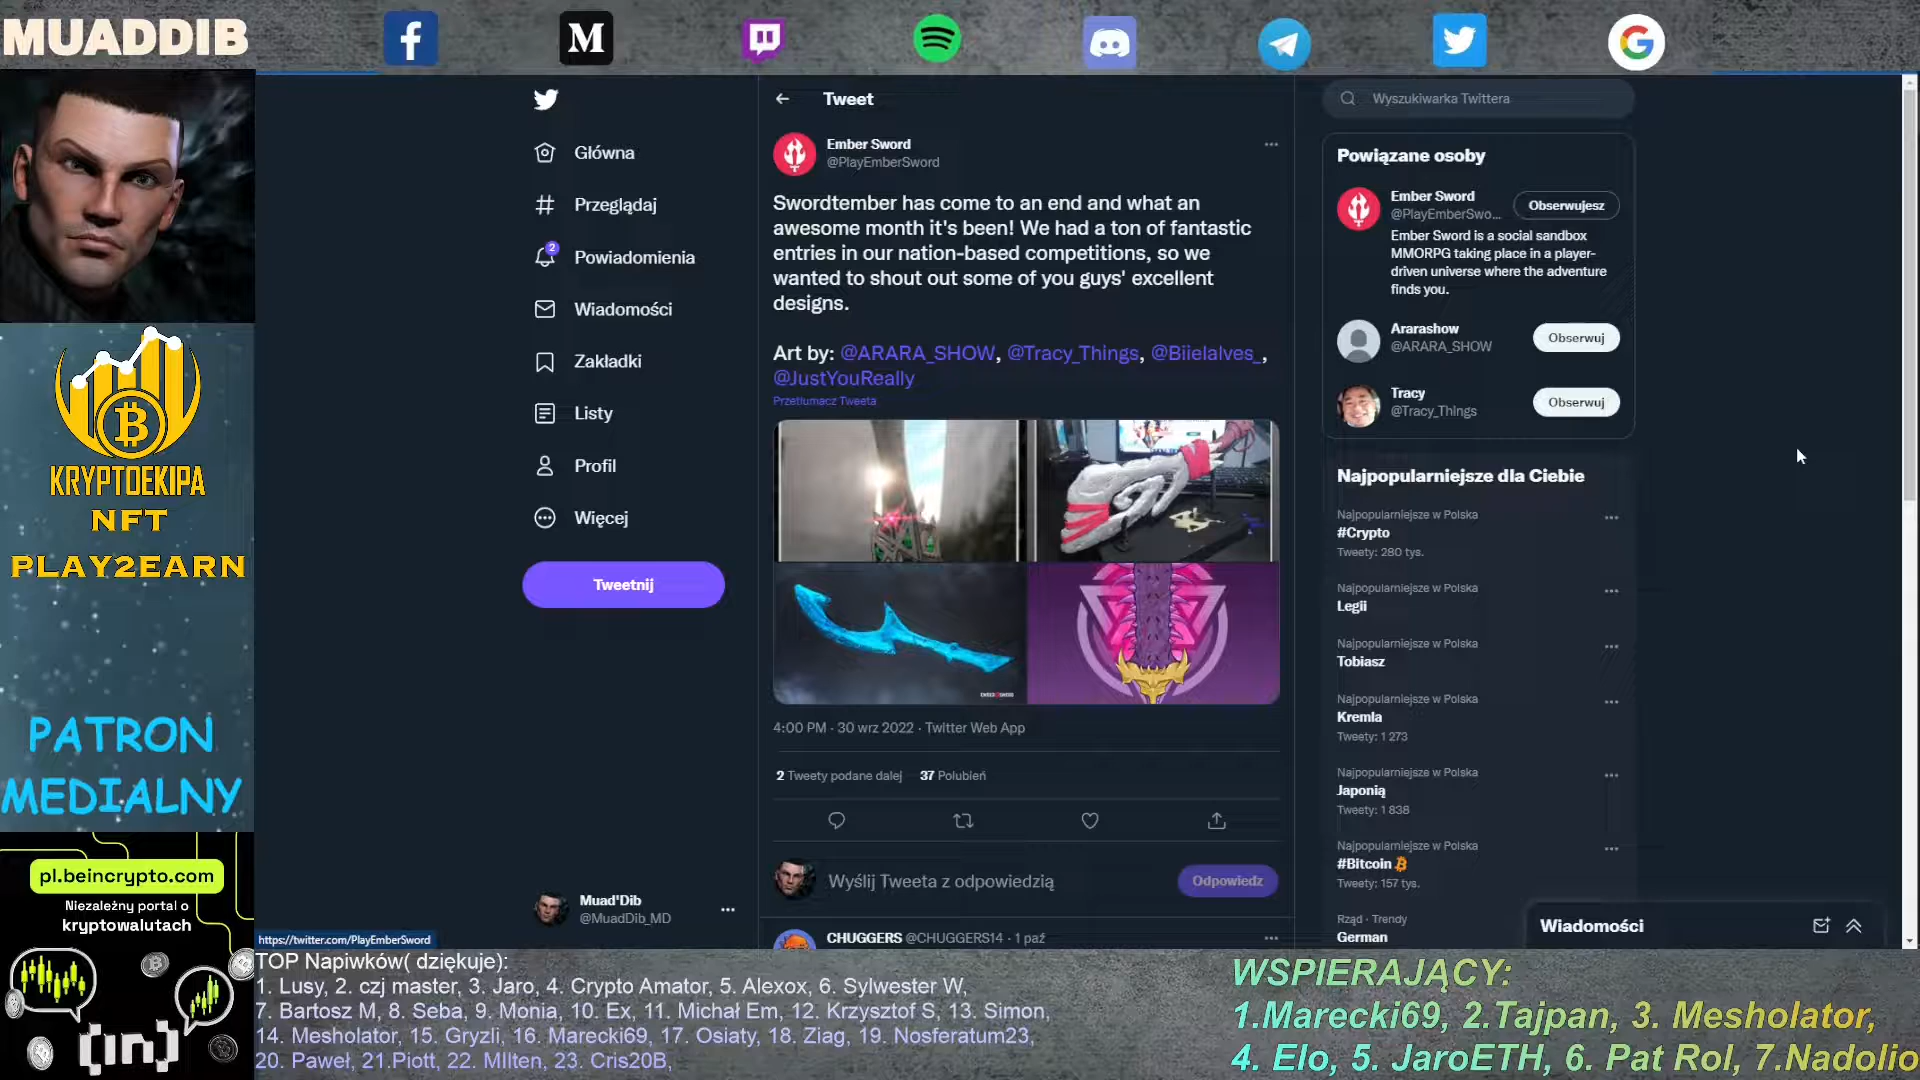 MUADDIB
KRYPTOEKIPA
NFT
PLAY2EARN
PATRON
MEDIALNY
pl.beincrypto.com
Niezależny portal o
kryptowalutach
[in]
Główna
Przeglądaj
2
Powiadomienia
Wiadomości
Zakładki
Listy
Profil
Więcej
Tweetnij
Muad'Dib
@MuadDib_MD
https://twitter.com/PlayEmberSword
Tweet
Ember Sword
@PlayEmberSword
Swordtember has come to an end and what an
awesome month it's been! We had a ton of fantastic
entries in our nation-based competitions, so we
wanted to shout out some of you guys' excellent
designs.
Art by: @ARARA_SHOW, @Tracy_Things, @Biielalves_,
@JustYouReally
Przetłumacz Tweeta
4:00 PM · 30 wrz 2022 · Twitter Web App
2 Tweety podane dalej 37 Polubień
Wyślij Tweeta z odpowiedzią
Odpowiedz
CHUGGERS @CHUGGERS14 · 1 paź
Wyszukiwarka Twittera
Powiązane osoby
Ember Sword
@PlayEmberSwo...
Obserwujesz
Ember Sword is a social sandbox
MMORPG taking place in a player-
driven universe where the adventure
finds you.
Ararashow
@ARARA_SHOW
Obserwuj
Tracy
@Tracy_Things
Obserwuj
Najpopularniejsze dla Ciebie
Najpopularniejsze w Polska
#Crypto
Tweety: 280 tys.
Najpopularniejsze w Polska
Legii
Najpopularniejsze w Polska
Tobiasz
Najpopularniejsze w Polska
Kremla
Tweety: 1 273
Najpopularniejsze w Polska
Japonią
Tweety: 1 838
Najpopularniejsze w Polska
#Bitcoin
Tweety: 157 tys.
Rząd · Trendy
German
Wiadomości
TOP Napiwków( dziękuje):
1. Lusy, 2. czj master, 3. Jaro, 4. Crypto Amator, 5. Alexox, 6. Sylwester W,
7. Bartosz M, 8. Seba, 9. Monia, 10. Ex, 11. Michał Em, 12. Krzysztof S, 13. Simon,
14. Mesholator, 15. Gryzli, 16. Marecki69, 17. Osiaty, 18. Ziag, 19. Nosferatum23,
20. Paweł, 21.Piott, 22. MIlten, 23. Cris20B,
WSPIERAJĄCY:
1.Marecki69, 2.Tajpan, 3. Mesholator,
4. Elo, 5. JaroETH, 6. Pat Rol, 7.Nadolio